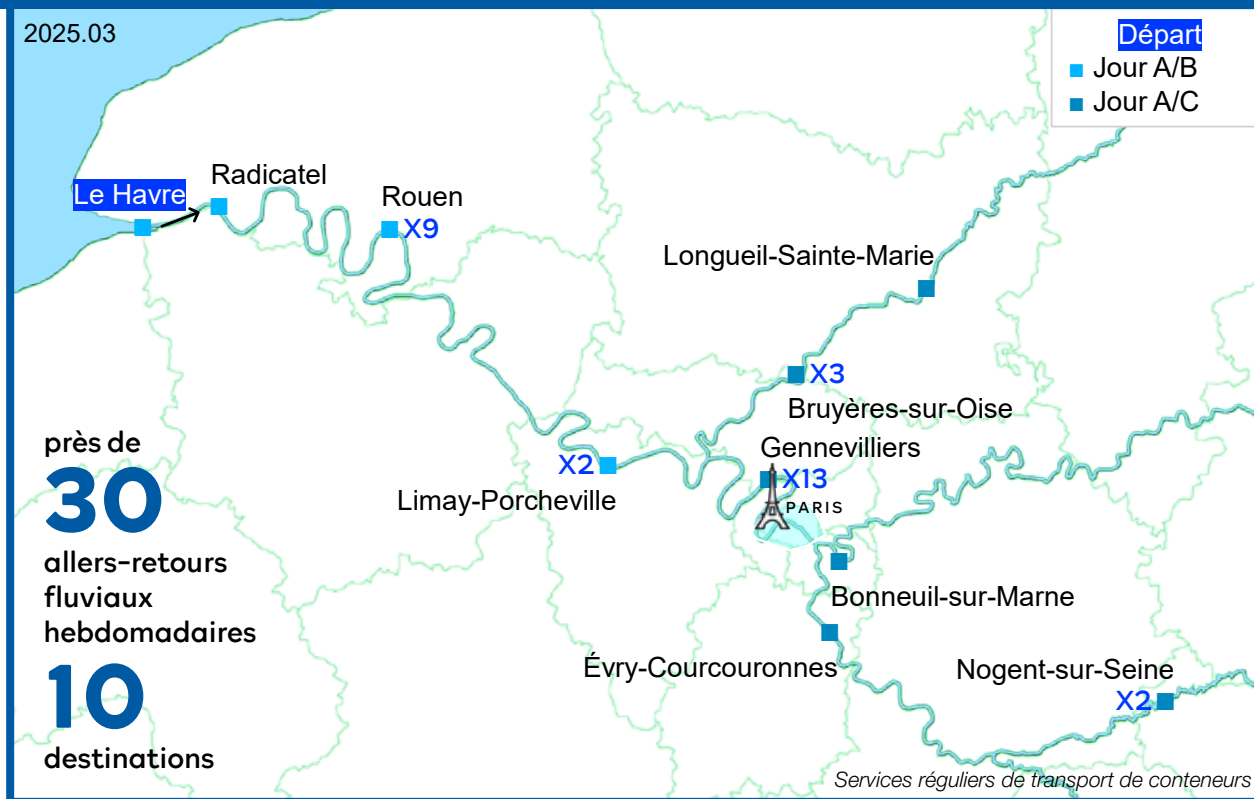 2025.03
Départ
Jour A/B
Jour A/C
Le Havre
Radicatel
Rouen
X9
Longueil-Sainte-Marie
X3
Bruyères-sur-Oise
Gennevilliers
X13
PARIS
X2
Limay-Porcheville
Bonneuil-sur-Marne
Évry-Courcouronnes
Nogent-sur-Seine
X2
près de
30
allers-retours
fluviaux
hebdomadaires
10
destinations
Services réguliers de transport de conteneurs